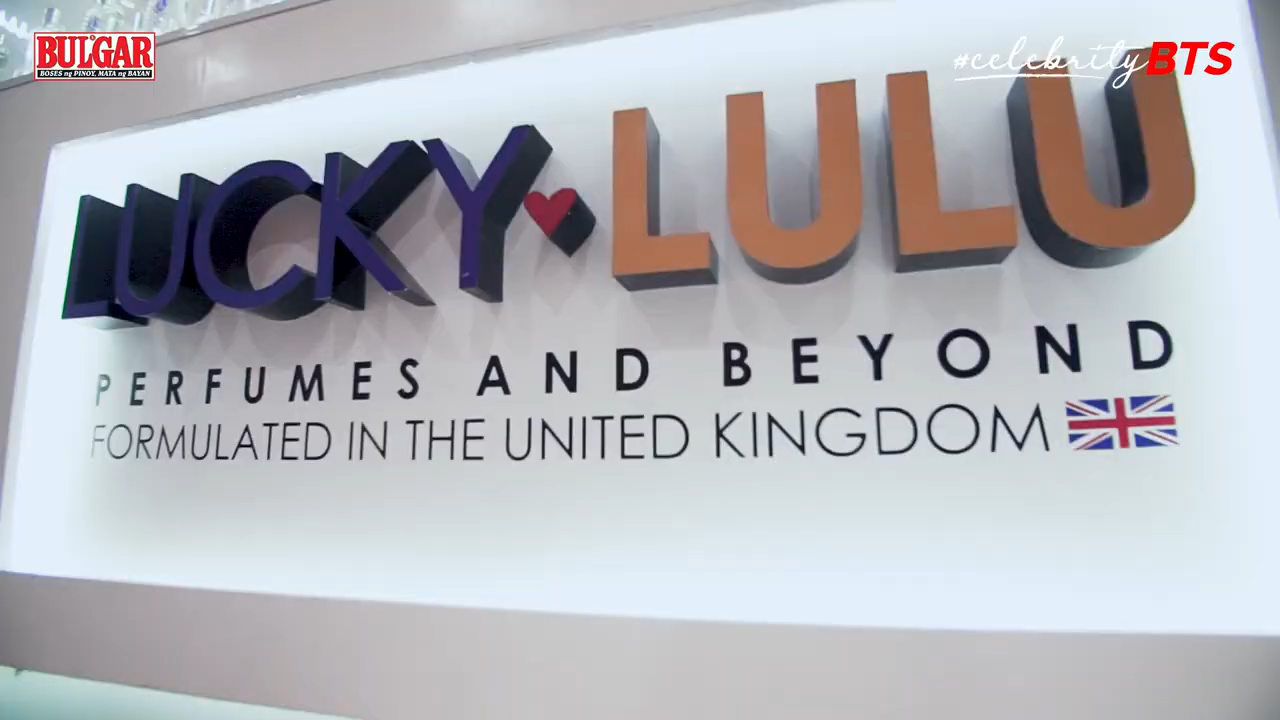 BULGAR
BOSES ng PINOY, MATA ng BAYAN
#celebrityBTS
LUCKY LULU
PERFUMES AND BEYOND
FORMULATED IN THE UNITED KINGDOM